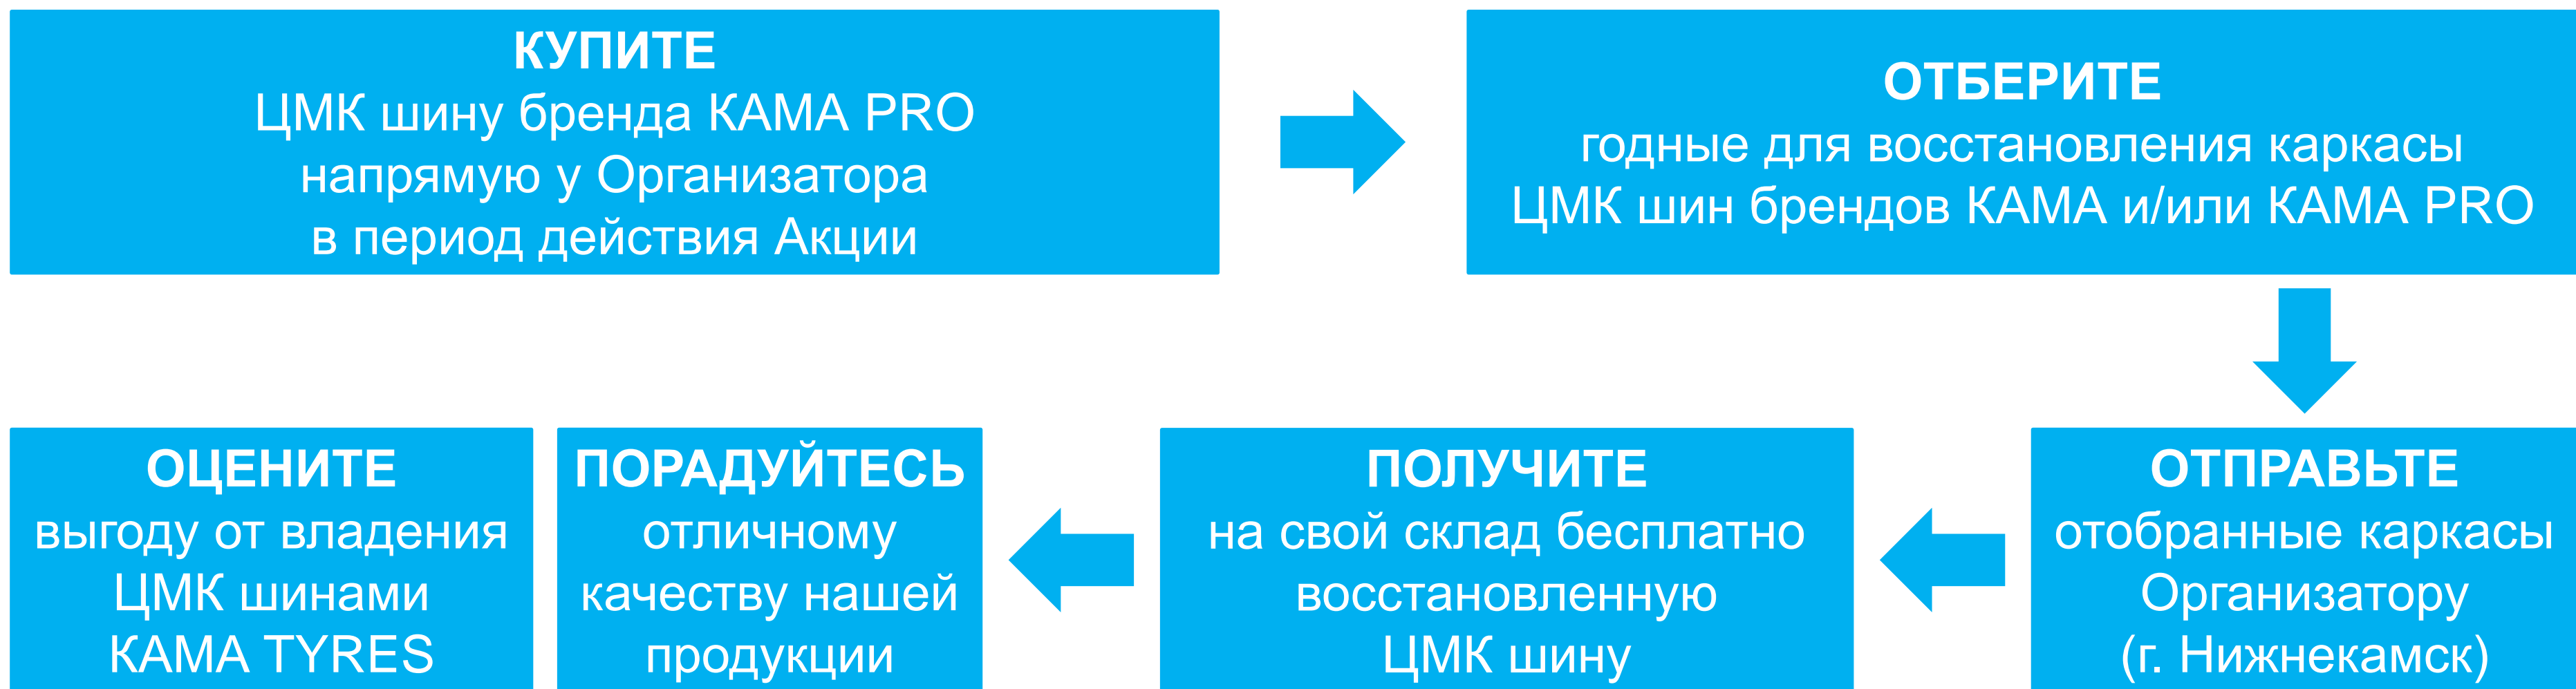 КУПИТЕ
ЦМК шину бренда КАМА PRO
напрямую у Организатора
в период действия Акции
ОТБЕРИТЕ
годные для восстановления каркасы
ЦМК шин брендов КАМА и/или КАМА PRO
ОТПРАВЬТЕ
отобранные каркасы
Организатору
(г. Нижнекамск)
ПОЛУЧИТЕ
на свой склад бесплатно
восстановленную
ЦМК шину
ПОРАДУЙТЕСЬ
отличному
качеству нашей
продукции
ОЦЕНИТЕ
выгоду от владения
ЦМК шинами
KAMA TYRES